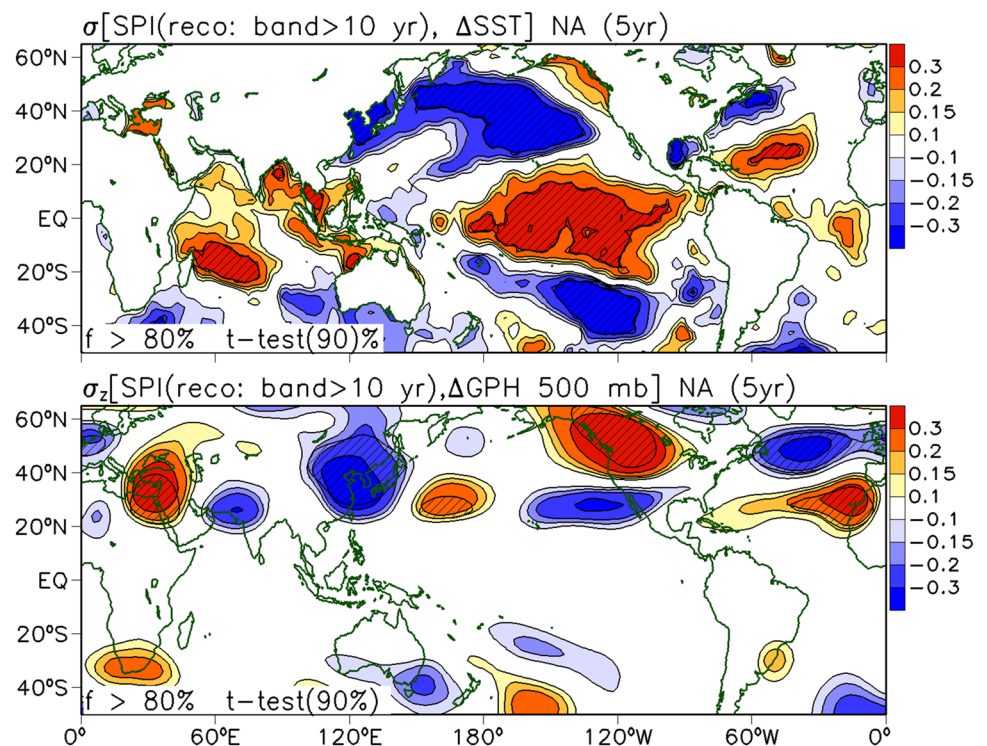 σ[SPI(reco: band>10 yr), ΔSST] NA (5yr)
60°N
40°N
20°N
EQ
20°S
40°S
f > 80% t-test(90)%
0.3
0.2
0.15
0.1
-0.1
-0.15
-0.2
-0.3
σz[SPI(reco: band>10 yr),ΔGPH 500 mb] NA (5yr)
60°N
40°N
20°N
EQ
20°S
40°S
f > 80% t-test(90%)
0.3
0.2
0.15
0.1
-0.1
-0.15
-0.2
-0.3
0° 60°E 120°E 180° 120°W 60°W 0°